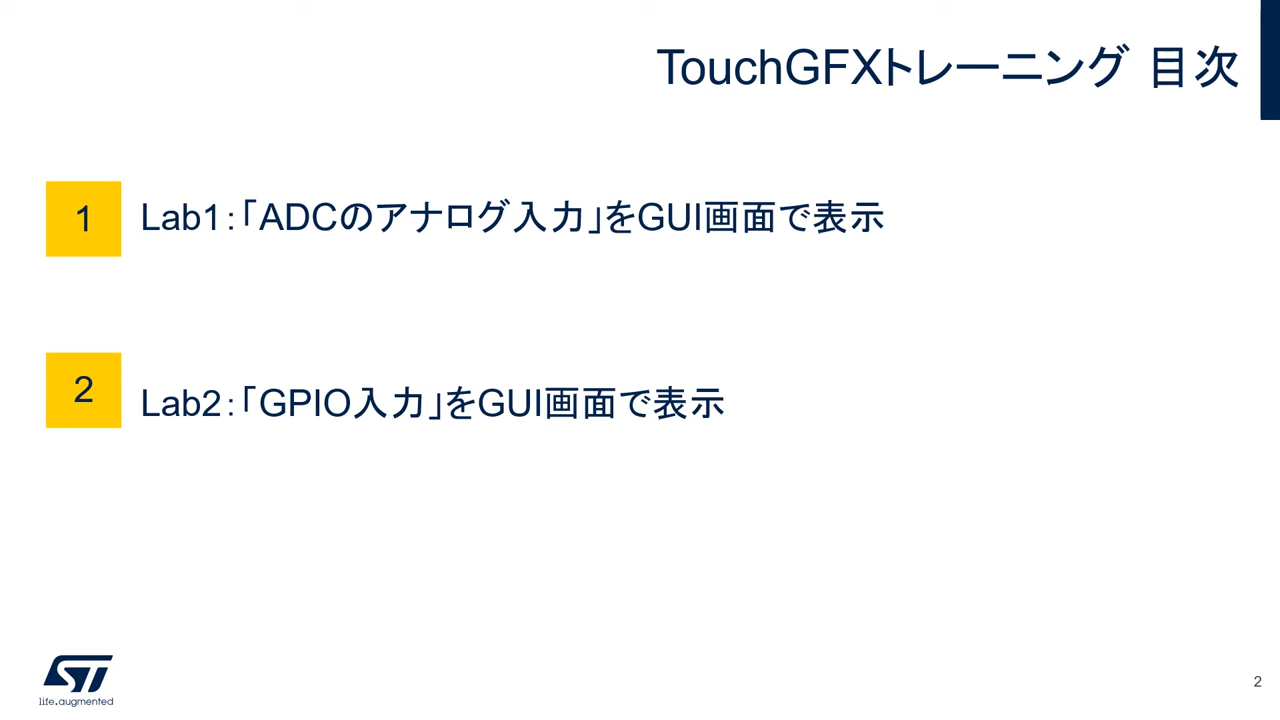 TouchGFXトレーニング 目次
1
Lab1:「ADCのアナログ入力」をGUI画面で表示
2
Lab2:「GPIO入力」をGUI画面で表示
ST
life.augmented
2